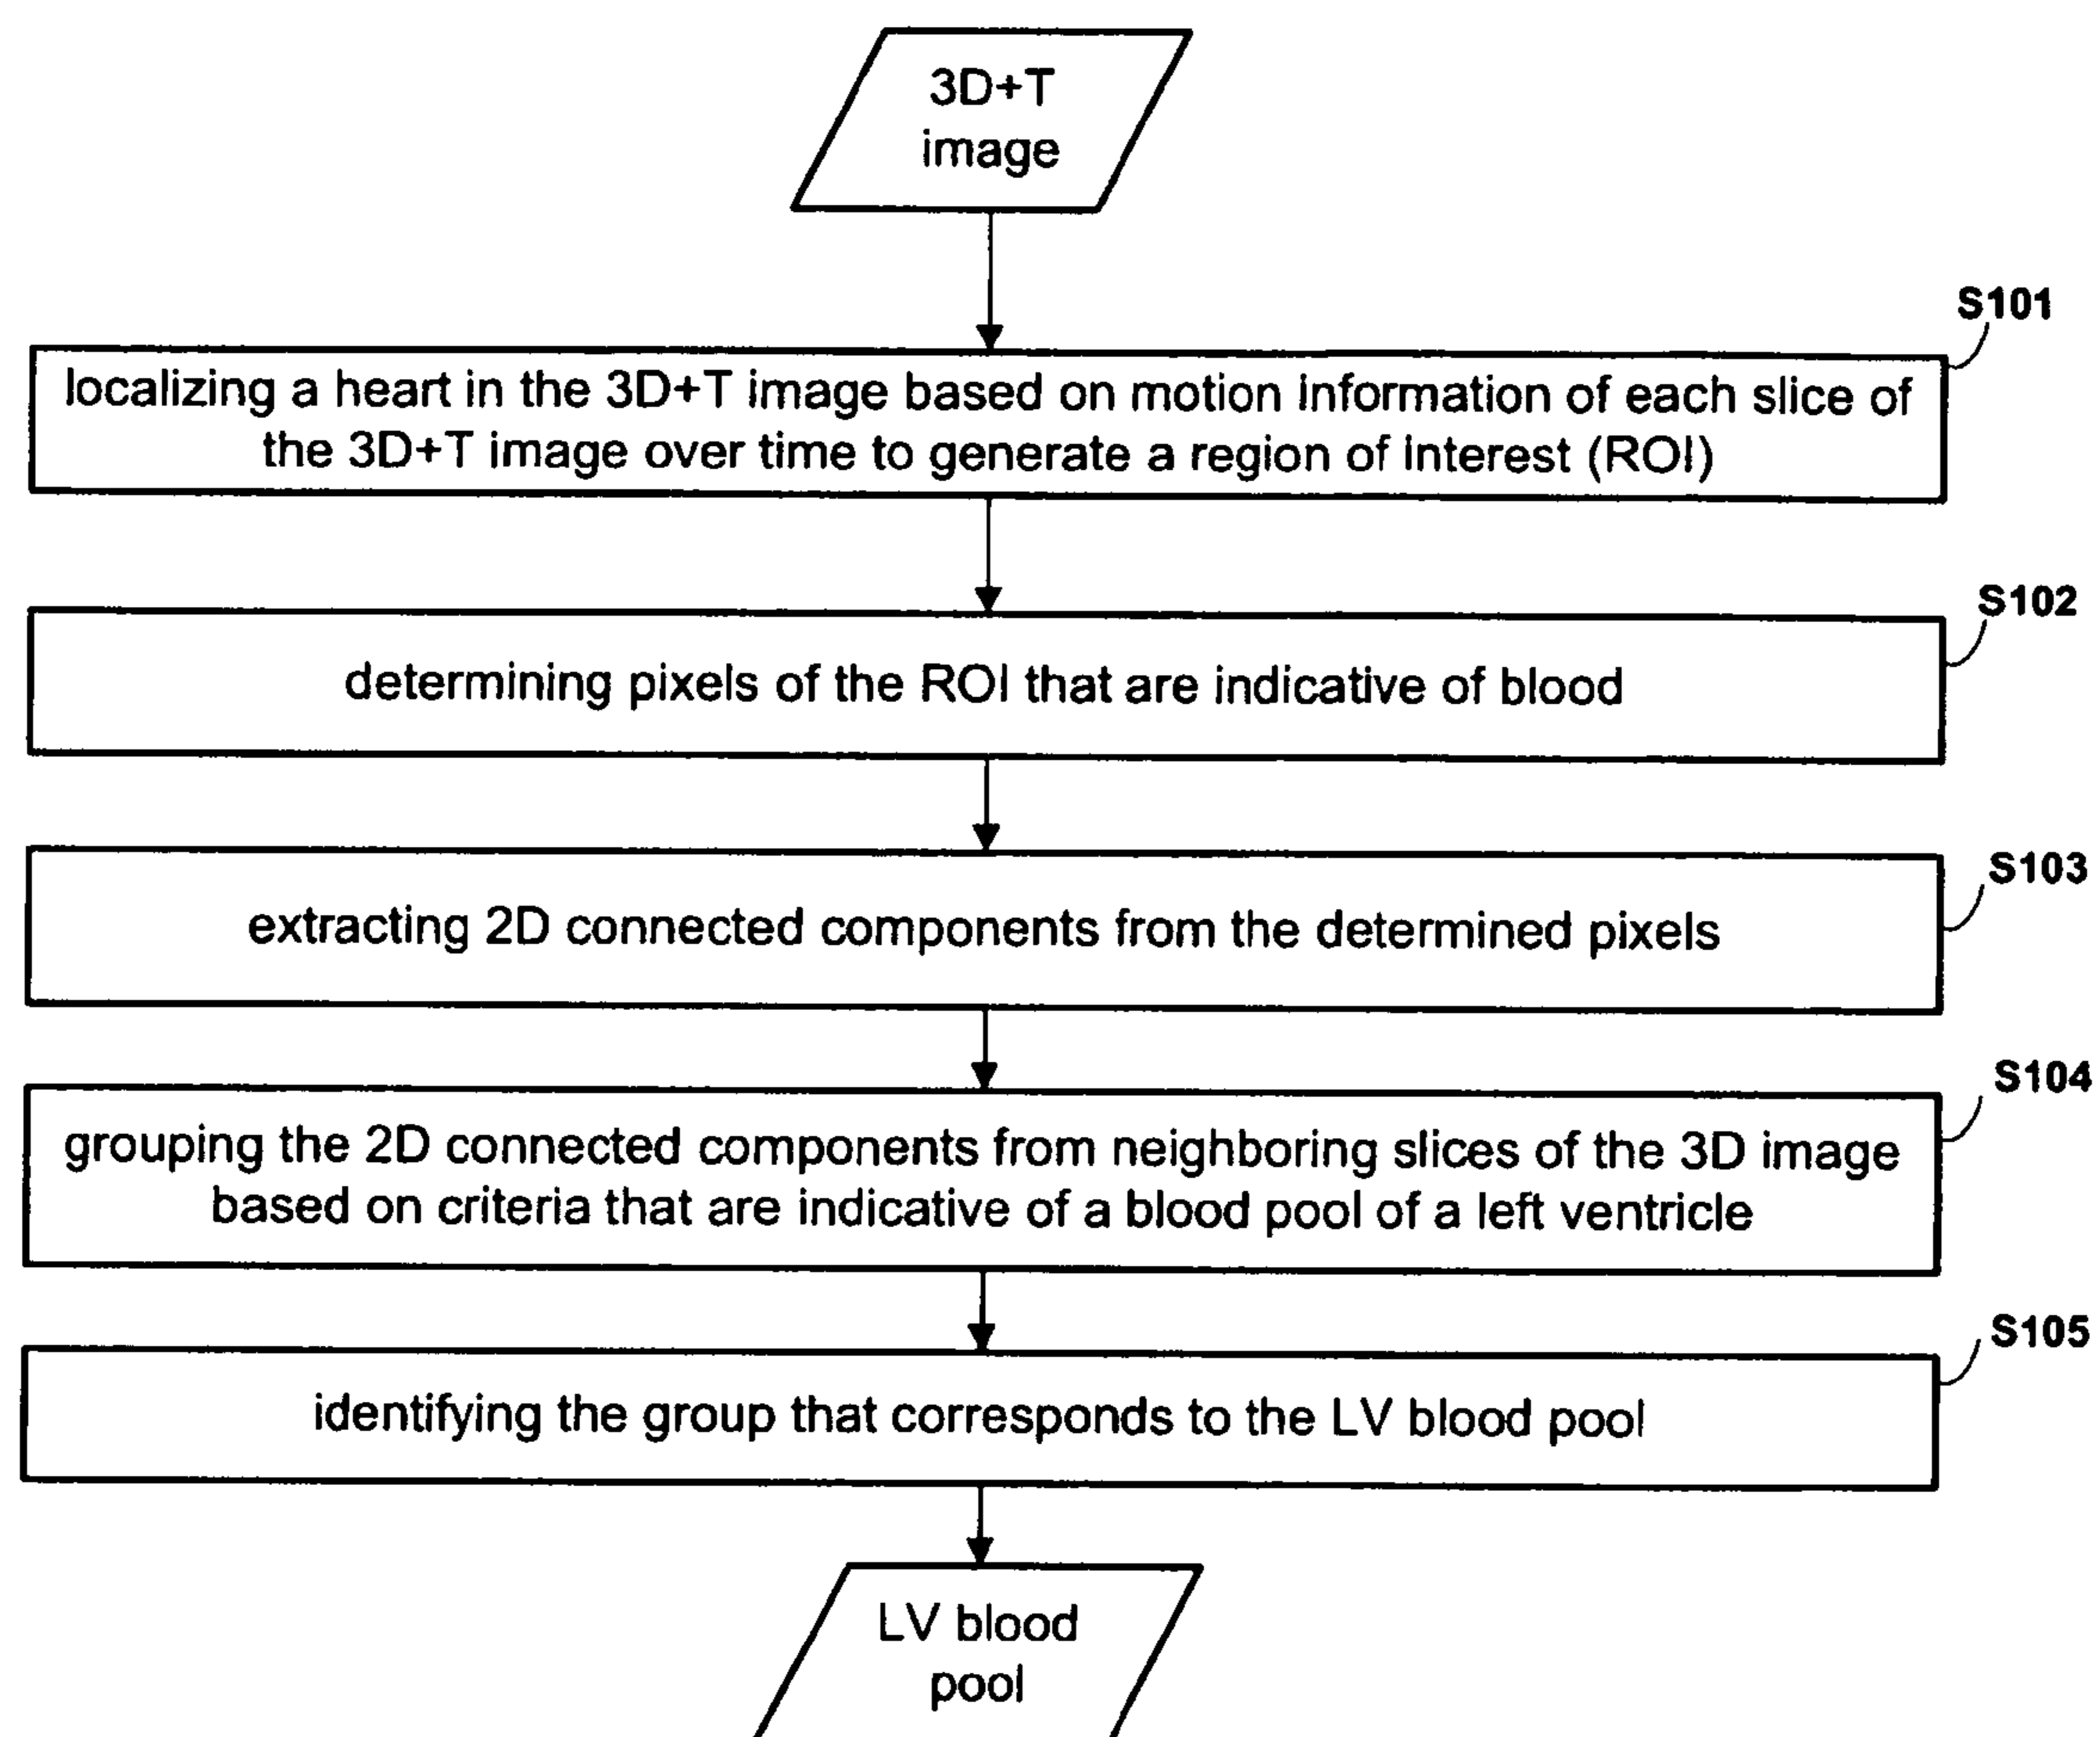 3D+T
image
S101
localizing a heart in the 3D+T image based on motion information of each slice of
the 3D+T image over time to generate a region of interest (ROI)
S102
determining pixels of the ROI that are indicative of blood
S103
extracting 2D connected components from the determined pixels
S104
grouping the 2D connected components from neighboring slices of the 3D image
based on criteria that are indicative of a blood pool of a left ventricle
S105
identifying the group that corresponds to the LV blood pool
LV blood
pool